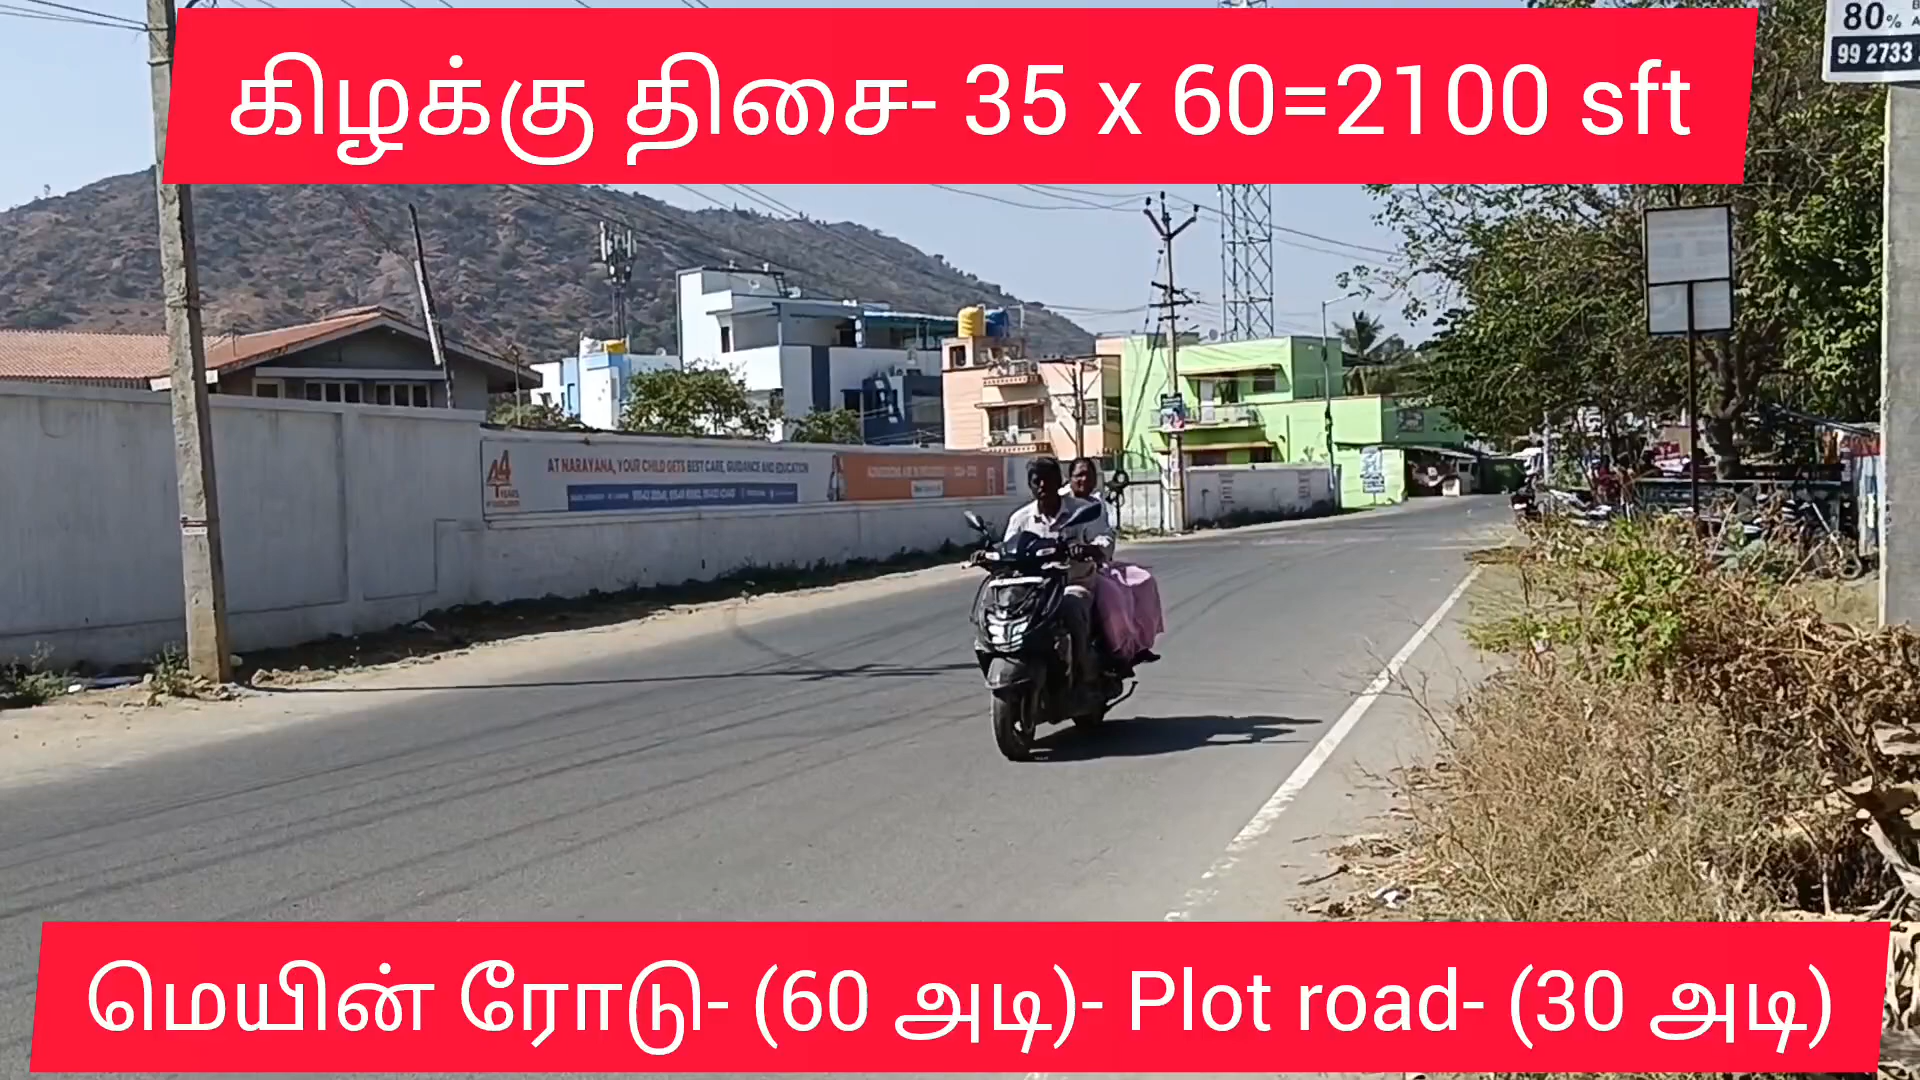 கிழக்கு திசை- 35 x 60=2100 sft
80%
99 2733
AT NARAYANA, YOUR CHILD GETS BEST CARE, GUIDANCE AND EDUCATION
மெயின் ரோடு- (60 அடி)- Plot road- (30 அடி)